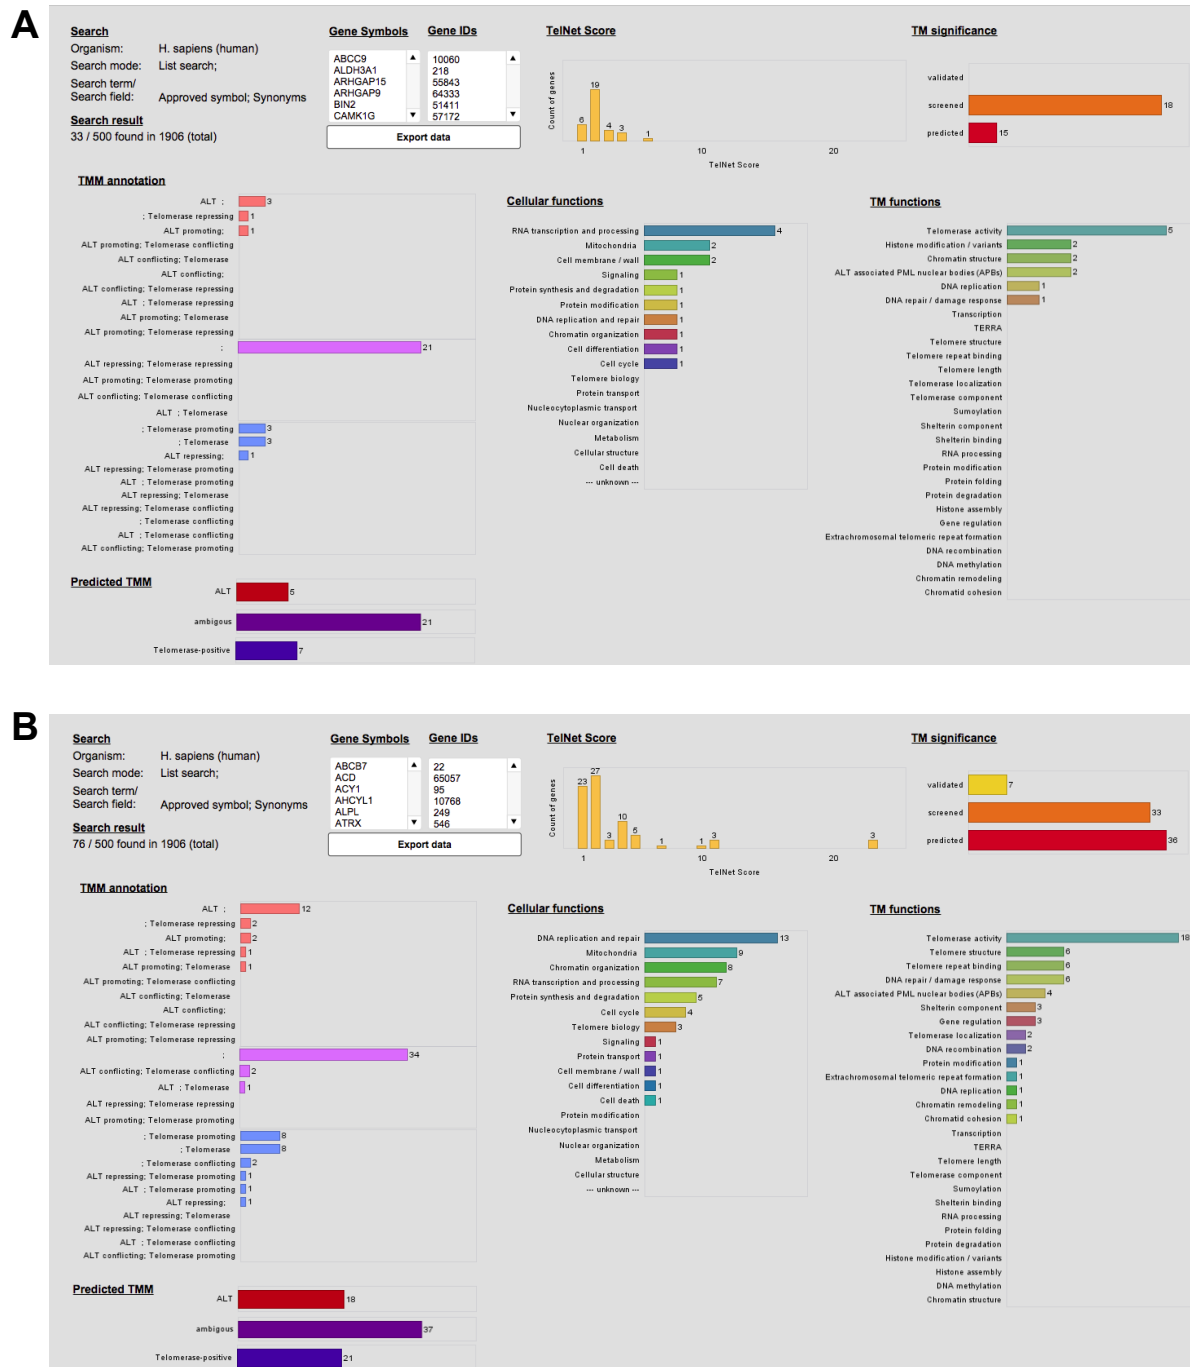 A
Search
Organism: H. sapiens (human)
Search mode: List search;
Search term/
Search field: Approved symbol; Synonyms
Search result
33 / 500 found in 1906 (total)
Gene Symbols
ABCC9
ALDH3A1
ARHGAP15
ARHGAP9
BIN2
CAMK1G
Gene IDs
10060
218
55843
64333
51411
57172
Export data
TelNet Score
Count of genes
6 19 4 3 1
1 10 20
TelNet Score
TM significance
validated
screened 18
predicted 15
TMM annotation
ALT ; 3
; Telomerase repressing 1
ALT promoting; 1
ALT promoting; Telomerase conflicting
ALT conflicting; Telomerase
ALT conflicting;
ALT conflicting; Telomerase repressing
ALT ; Telomerase repressing
ALT promoting; Telomerase
ALT promoting; Telomerase repressing
; 21
ALT repressing; Telomerase repressing
ALT promoting; Telomerase promoting
ALT conflicting; Telomerase conflicting
ALT ; Telomerase
; Telomerase promoting 3
; Telomerase 3
ALT repressing; 1
ALT repressing; Telomerase promoting
ALT ; Telomerase promoting
ALT repressing; Telomerase
ALT repressing; Telomerase conflicting
; Telomerase conflicting
ALT ; Telomerase conflicting
ALT conflicting; Telomerase promoting
Predicted TMM
ALT 5
ambigous 21
Telomerase-positive 7
Cellular functions
RNA transcription and processing 4
Mitochondria 2
Cell membrane / wall 2
Signaling 1
Protein synthesis and degradation 1
Protein modification 1
DNA replication and repair 1
Chromatin organization 1
Cell differentiation 1
Cell cycle 1
Telomere biology
Protein transport
Nucleocytoplasmic transport
Nuclear organization
Metabolism
Cellular structure
Cell death
--- unknown ---
TM functions
Telomerase activity 5
Histone modification / variants 2
Chromatin structure 2
ALT associated PML nuclear bodies (APBs) 2
DNA replication 1
DNA repair / damage response 1
Transcription
TERRA
Telomere structure
Telomere repeat binding
Telomere length
Telomerase localization
Telomerase component
Sumoylation
Shelterin component
Shelterin binding
RNA processing
Protein modification
Protein folding
Protein degradation
Histone assembly
Gene regulation
Extrachromosomal telomeric repeat formation
DNA recombination
DNA methylation
Chromatin remodeling
Chromatid cohesion
B
Search
Organism: H. sapiens (human)
Search mode: List search;
Search term/
Search field: Approved symbol; Synonyms
Search result
76 / 500 found in 1906 (total)
Gene Symbols
ABCB7
ACD
ACY1
AHCYL1
ALPL
ATRX
Gene IDs
22
65057
95
10768
249
546
Export data
TelNet Score
Count of genes
23 27 3 10 5 1 1 3 3
1 10 20
TelNet Score
TM significance
validated 7
screened 33
predicted 36
TMM annotation
ALT ; 12
; Telomerase repressing 2
ALT promoting; 2
ALT ; Telomerase repressing 1
ALT promoting; Telomerase 1
ALT promoting; Telomerase conflicting
ALT conflicting; Telomerase
ALT conflicting;
ALT conflicting; Telomerase repressing
ALT promoting; Telomerase repressing
; 34
ALT conflicting; Telomerase conflicting 2
ALT ; Telomerase 1
ALT repressing; Telomerase repressing
ALT promoting; Telomerase promoting
; Telomerase promoting 8
; Telomerase 8
; Telomerase conflicting 2
ALT repressing; Telomerase promoting 1
ALT ; Telomerase promoting 1
ALT repressing; 1
ALT repressing; Telomerase
ALT repressing; Telomerase conflicting
ALT ; Telomerase conflicting
ALT conflicting; Telomerase promoting
Predicted TMM
ALT 18
ambigous 37
Telomerase-positive 21
Cellular functions
DNA replication and repair 13
Mitochondria 9
Chromatin organization 8
RNA transcription and processing 7
Protein synthesis and degradation 5
Cell cycle 4
Telomere biology 3
Signaling 1
Protein transport 1
Cell membrane / wall 1
Cell differentiation 1
Cell death 1
Protein modification
Nucleocytoplasmic transport
Nuclear organization
Metabolism
Cellular structure
--- unknown ---
TM functions
Telomerase activity 18
Telomere structure 6
Telomere repeat binding 6
DNA repair / damage response 6
ALT associated PML nuclear bodies (APBs) 4
Shelterin component 3
Gene regulation 3
Telomerase localization 2
DNA recombination 2
Protein modification 1
Extrachromosomal telomeric repeat formation 1
DNA replication 1
Chromatin remodeling 1
Chromatid cohesion 1
Transcription
TERRA
Telomere length
Telomerase component
Sumoylation
Shelterin binding
RNA processing
Protein folding
Protein degradation
Histone modification / variants
Histone assembly
DNA methylation
Chromatin structure